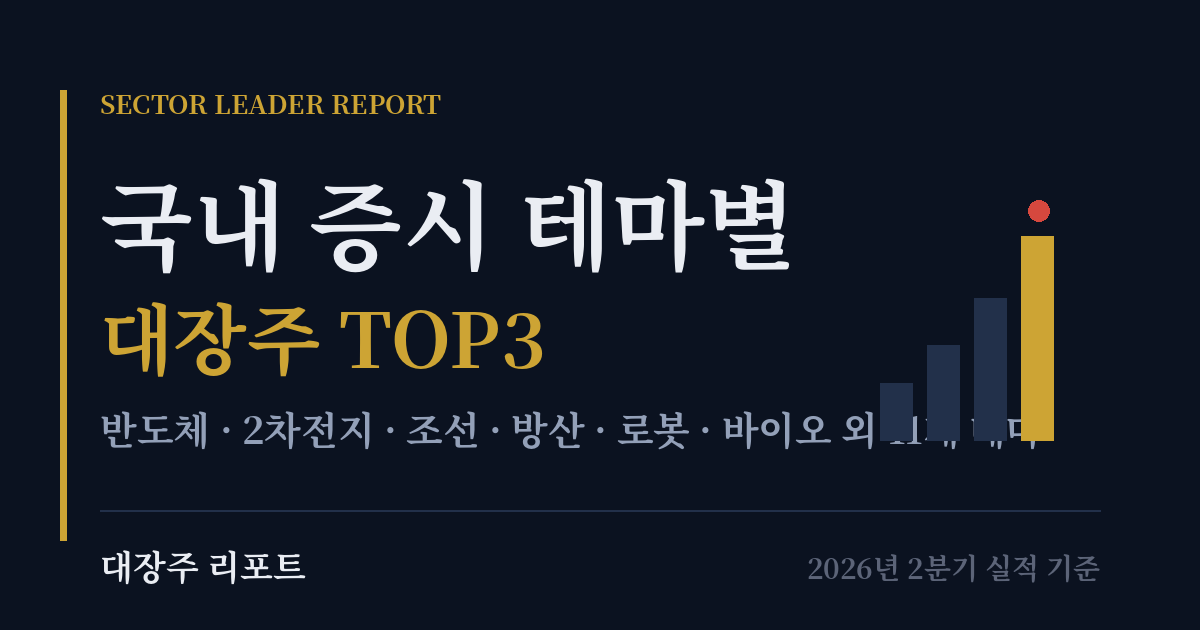 SECTOR LEADER REPORT
국내 증시 테마별
대장주 TOP3
반도체 · 2차전지 · 조선 · 방산 · 로봇 · 바이오 외
대장주 리포트
2026년 2분기 실적 기준